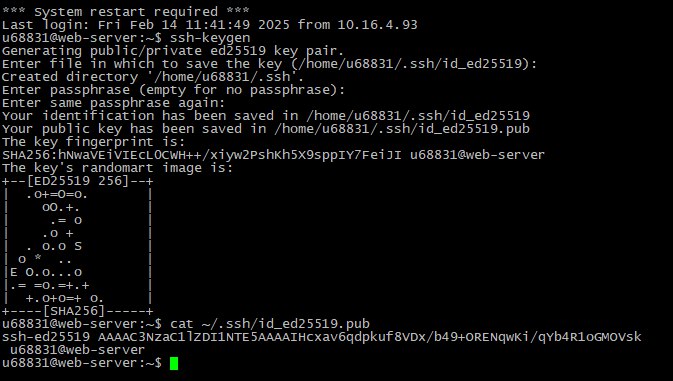 *** System restart required ***
Last login: Fri Feb 14 11:41:49 2025 from 10.16.4.93
u68831@web-server:~$ ssh-keygen
Generating public/private ed25519 key pair.
Enter file in which to save the key (/home/u68831/.ssh/id_ed25519):
Created directory '/home/u68831/.ssh'.
Enter passphrase (empty for no passphrase):
Enter same passphrase again:
Your identification has been saved in /home/u68831/.ssh/id_ed25519
Your public key has been saved in /home/u68831/.ssh/id_ed25519.pub
The key fingerprint is:
SHA256:hNwaVEiVIEcLOCWH++/xiyw2PshKh5X9sppIY7FeiJI u68831@web-server
The key's randomart image is:
+--[ED25519 256]--+
|  .o+=O=o.       |
|    oO.+.        |
|     .= o        |
|    .o +         |
|  . o.o S        |
| o *  ..         |
|E O.o...o        |
|.= =o.=+.+       |
|  +.o+o=+ o.     |
+----[SHA256]-----+
u68831@web-server:~$ cat ~/.ssh/id_ed25519.pub
ssh-ed25519 AAAAC3NzaC1lZDI1NTE5AAAAIHcxav6qdpkuf8VDx/b49+ORENqwKi/qYb4R1oGMOVsk
 u68831@web-server
u68831@web-server:~$